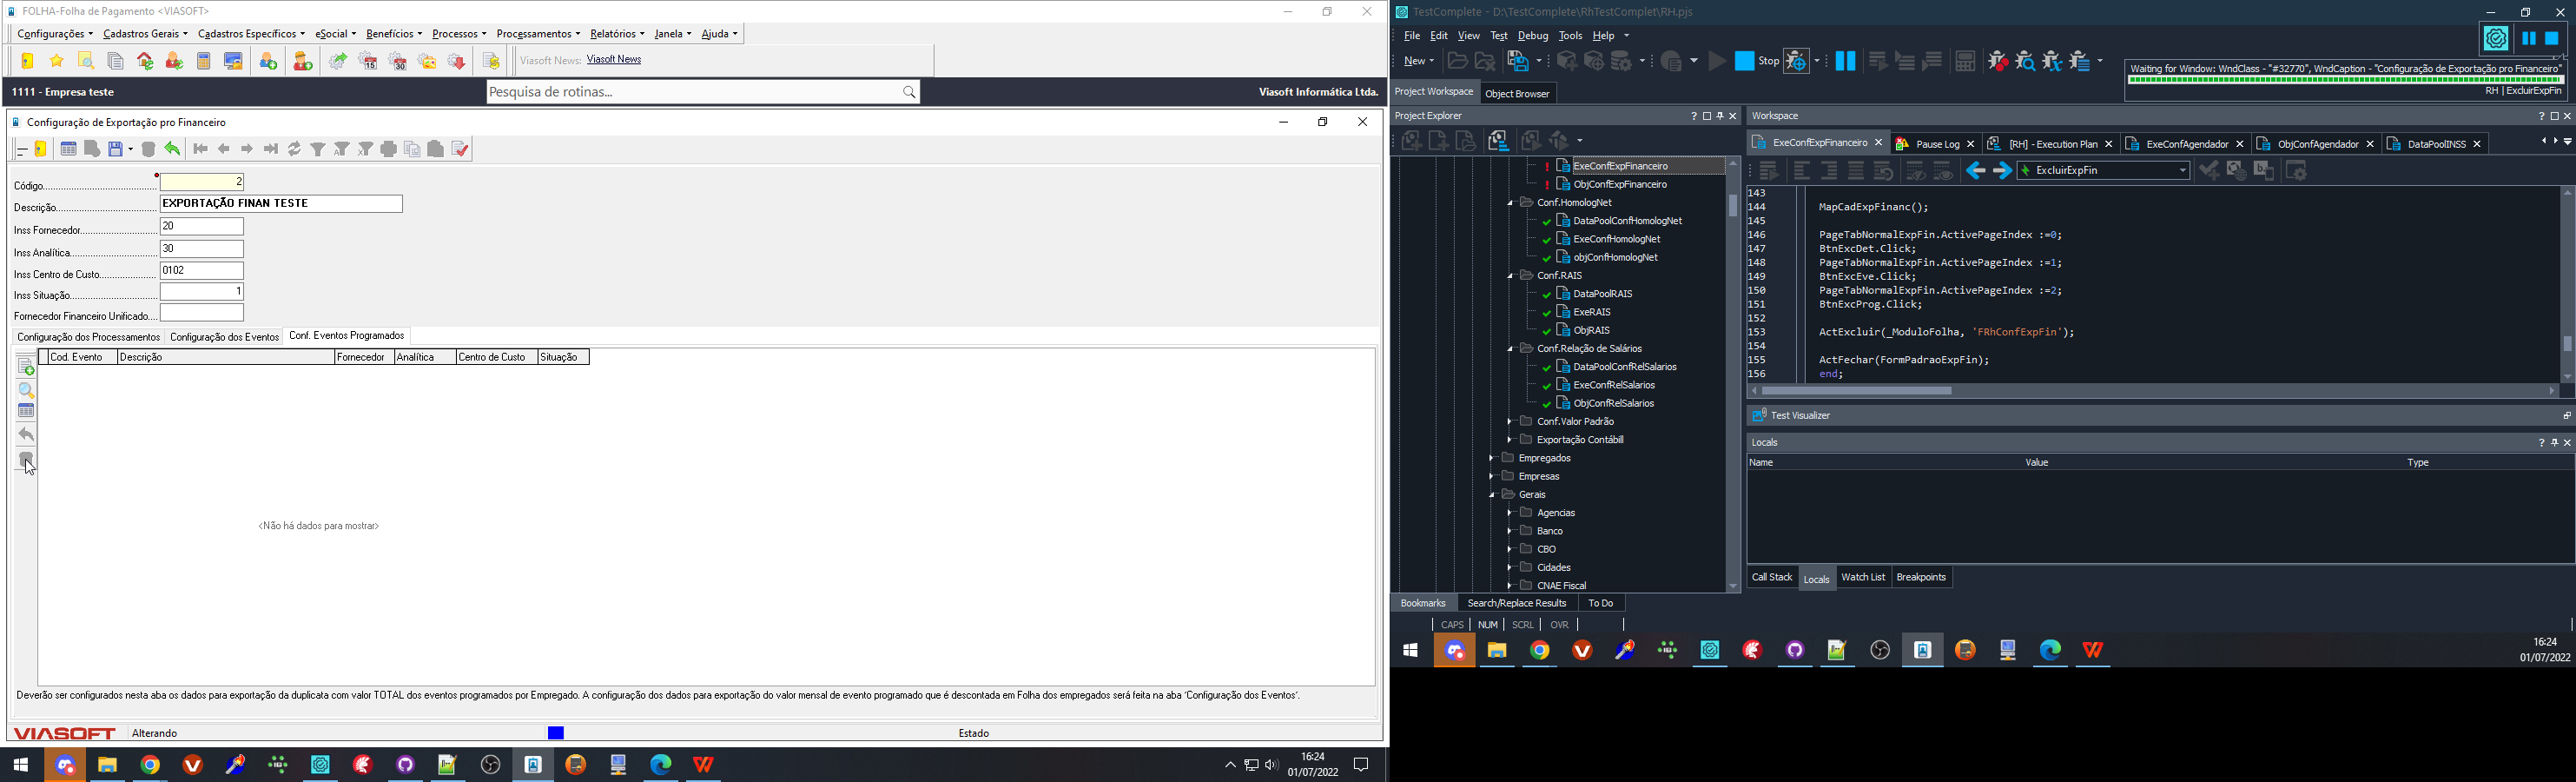 FOLHA-Folha de Pagamento <VIASOFT>
Configurações Cadastros Gerais Cadastros Específicos eSocial Benefícios Processos Processamentos Relatórios Janela Ajuda
Viasoft News: Viasoft News
1111 - Empresa teste
Pesquisa de rotinas...
Viasoft Informática Ltda.
Configuração de Exportação pro Financeiro
Código 2
Descrição EXPORTAÇÃO FINAN TESTE
Inss Fornecedor 20
Inss Analítica 30
Inss Centro de Custo 0102
Inss Situação 1
Fornecedor Financeiro Unificado....
Configuração dos Processamentos Configuração dos Eventos Conf. Eventos Programados
Cod. Evento Descrição Fornecedor Analítica Centro de Custo Situação
<Não há dados para mostrar>
Deverão ser configurados nesta aba os dados para exportação da duplicata com valor TOTAL dos eventos programados por Empregado. A configuração dos dados para exportação do valor mensal de evento programado que é descontada em Folha dos empregados será feita na aba 'Configuração dos Eventos'.
VIASOFT Alterando Estado
16:24
01/07/2022
TestComplete - D:\TestComplete\RhTestComplet\RH.pjs
File Edit View Test Debug Tools Help
New Stop
Waiting for Window: WndClass - "#32770", WndCaption - "Configuração de Exportação pro Financeiro"
RH | ExcluirExpFin
Project Workspace Object Browser
Project Explorer
ExeConfExpFinanceiro
ObjConfExpFinanceiro
Conf.HomologNet
DataPoolConfHomologNet
ExeConfHomologNet
objConfHomologNet
Conf.RAIS
DataPoolRAIS
ExeRAIS
ObjRAIS
Conf.Relação de Salários
DataPoolConfRelSalarios
ExeConfRelSalarios
ObjConfRelSalarios
Conf.Valor Padrão
Exportação Contábill
Empregados
Empresas
Gerais
Agencias
Banco
CBO
Cidades
CNAE Fiscal
Bookmarks Search/Replace Results To Do
CAPS NUM SCRL OVR
Workspace
ExeConfExpFinanceiro Pause Log [RH] - Execution Plan ExeConfAgendador ObjConfAgendador DataPoolINSS
ExcluirExpFin
143
144 MapCadExpFinanc();
145
146 PageTabNormalExpFin.ActivePageIndex :=0;
147 BtnExcDet.Click;
148 PageTabNormalExpFin.ActivePageIndex :=1;
149 BtnExcEve.Click;
150 PageTabNormalExpFin.ActivePageIndex :=2;
151 BtnExcProg.Click;
152
153 ActExcluir(_ModuloFolha, 'FRhConfExpFin');
154
155 ActFechar(FormPadraoExpFin);
156 end;
Test Visualizer
Locals
Name Value Type
Call Stack Locals Watch List Breakpoints
16:24
01/07/2022